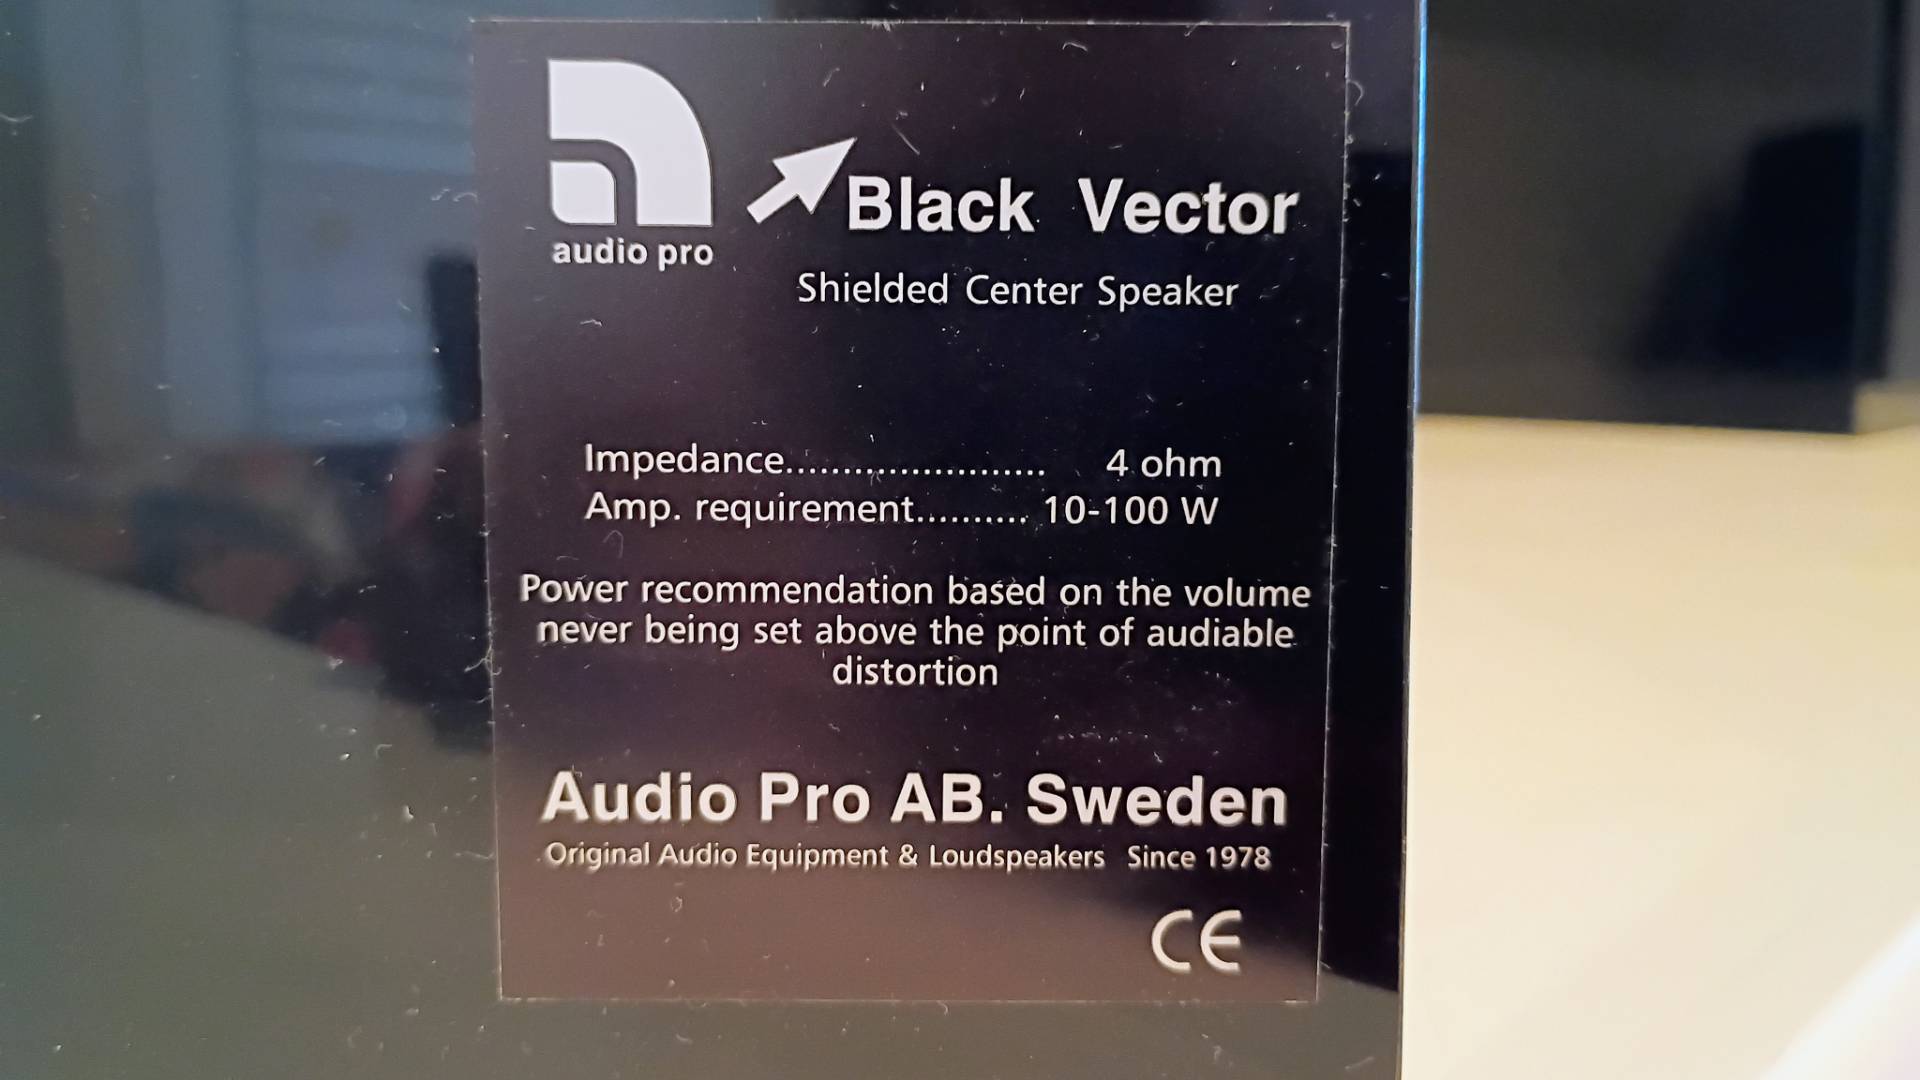 audio pro
Black Vector
Shielded Center Speaker
Impedance....................... 4 ohm
Amp. requirement.......... 10-100 W
Power recommendation based on the volume
never being set above the point of audiable
distortion
Audio Pro AB. Sweden
Original Audio Equipment & Loudspeakers Since 1978
CE